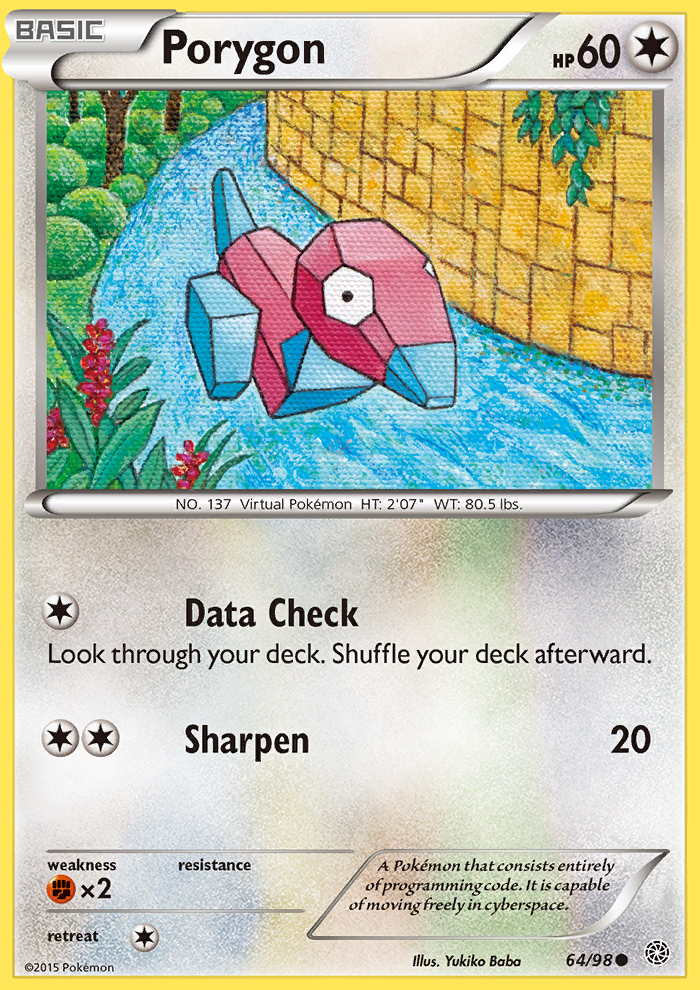 BASIC
Porygon
HP60
NO. 137 Virtual Pokémon HT: 2'07" WT: 80.5 lbs.
Data Check
Look through your deck. Shuffle your deck afterward.
Sharpen 20
weakness resistance
×2
A Pokémon that consists entirely
of programming code. It is capable
of moving freely in cyberspace.
retreat
Illus. Yukiko Baba 64/98
©2015 Pokémon